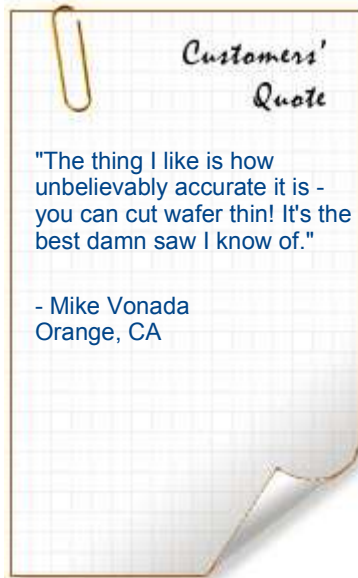 Customers'
Quote
"The thing I like is how
unbelievably accurate it is -
you can cut wafer thin! It's the
best damn saw I know of."
- Mike Vonada
Orange, CA